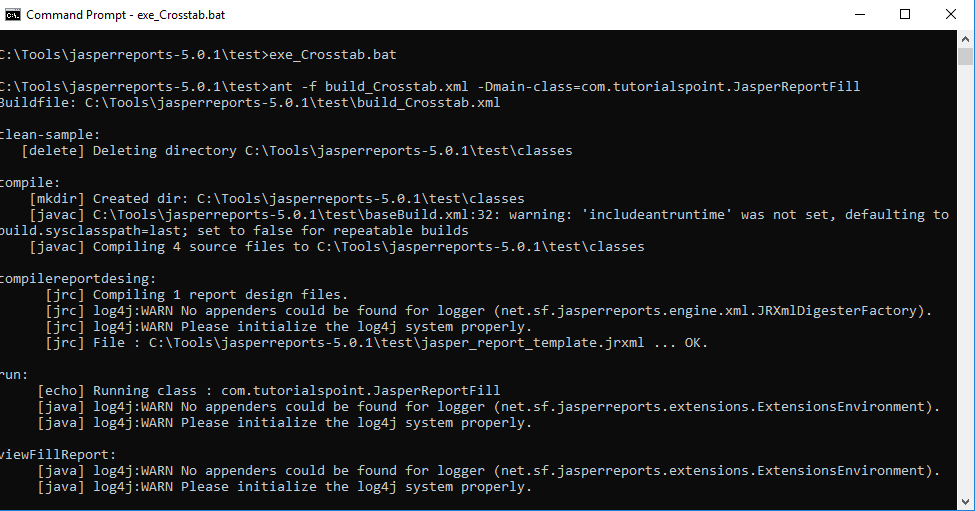 Command Prompt - exe_Crosstab.bat
C:\Tools\jasperreports-5.0.1\test>exe_Crosstab.bat
C:\Tools\jasperreports-5.0.1\test>ant -f build_Crosstab.xml -Dmain-class=com.tutorialspoint.JasperReportFill
Buildfile: C:\Tools\jasperreports-5.0.1\test\build_Crosstab.xml
clean-sample:
[delete] Deleting directory C:\Tools\jasperreports-5.0.1\test\classes
compile:
[mkdir] Created dir: C:\Tools\jasperreports-5.0.1\test\classes
[javac] C:\Tools\jasperreports-5.0.1\test\baseBuild.xml:32: warning: 'includeantruntime' was not set, defaulting to
build.sysclasspath=last; set to false for repeatable builds
[javac] Compiling 4 source files to C:\Tools\jasperreports-5.0.1\test\classes
compilereportdesing:
[jrc] Compiling 1 report design files.
[jrc] log4j:WARN No appenders could be found for logger (net.sf.jasperreports.engine.xml.JRXmlDigesterFactory).
[jrc] log4j:WARN Please initialize the log4j system properly.
[jrc] File : C:\Tools\jasperreports-5.0.1\test\jasper_report_template.jrxml ... OK.
run:
[echo] Running class : com.tutorialspoint.JasperReportFill
[java] log4j:WARN No appenders could be found for logger (net.sf.jasperreports.extensions.ExtensionsEnvironment).
[java] log4j:WARN Please initialize the log4j system properly.
viewFillReport:
[java] log4j:WARN No appenders could be found for logger (net.sf.jasperreports.extensions.ExtensionsEnvironment).
[java] log4j:WARN Please initialize the log4j system properly.